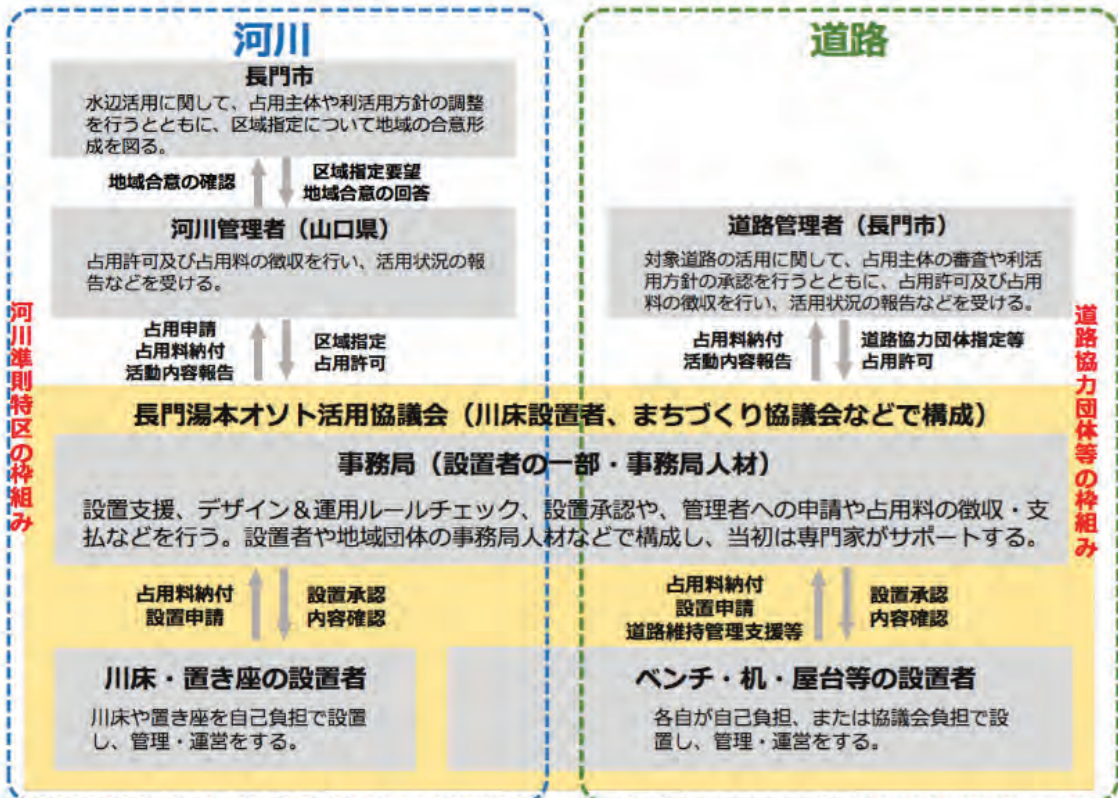 河川
長門市
水辺活用に関して、占用主体や利活用方針の調整
を行うとともに、区域指定について地域の合意形
成を図る。
地域合意の確認
区域指定要望
地域合意の回答
河川管理者（山口県）
占用許可及び占用料の徴収を行い、活用状況の報
告などを受ける。
占用申請
占用料納付
活動内容報告
区域指定
占用許可
河川準則特区の枠組み
道路
道路管理者（長門市）
対象道路の活用に関して、占用主体の審査や利活
用方針の承認を行うとともに、占用許可及び占用
料の徴収を行い、活用状況の報告などを受ける。
占用料納付
活動内容報告
道路協力団体指定等
占用許可
道路協力団体等の枠組み
長門湯本オソト活用協議会（川床設置者、まちづくり協議会などで構成）
事務局（設置者の一部・事務局人材）
設置支援、デザイン＆運用ルールチェック、設置承認や、管理者への申請や占用料の徴収・支
払などを行う。設置者や地域団体の事務局人材などで構成し、当初は専門家がサポートする。
占用料納付
設置申請
設置承認
内容確認
占用料納付
設置申請
道路維持管理支援等
設置承認
内容確認
川床・置き座の設置者
川床や置き座を自己負担で設置
し、管理・運営をする。
ベンチ・机・屋台等の設置者
各自が自己負担、または協議会負担で設
置し、管理・運営をする。